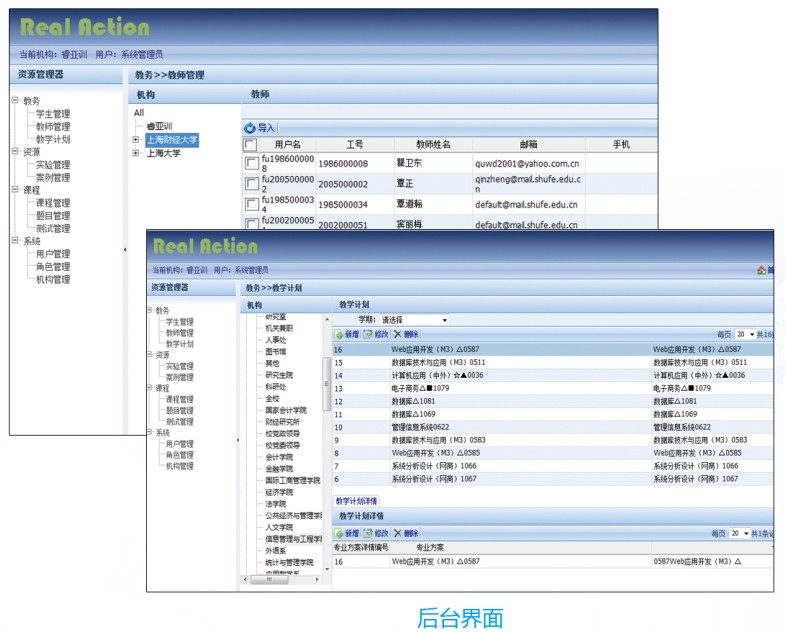 Real Action
当前机构：睿亚训 用户：系统管理员
资源管理器
教务
学生管理
教师管理
教学计划
资源
实验管理
案例管理
课程
课程管理
题目管理
测试管理
系统
用户管理
角色管理
机构管理
教务>>教师管理
机构
All
睿亚训
上海财经大学
上海大学
教师
导入
用户名 工号 教师姓名 邮箱 手机
fu1986000008 1986000008 瞿卫东 quwd2001@yahoo.com.cn
fu2005000002 2005000002 覃正 qinzheng@mail.shufe.edu.cn
fu1985000034 1985000034 覃道翰 default@mail.shufe.edu.cn
fu2002000051 2002000051 宾丽梅 default@mail.shufe.edu.cn
Real Action
当前机构：睿亚训 用户：系统管理员
资源管理器
教务
学生管理
教师管理
教学计划
资源
实验管理
案例管理
课程
课程管理
题目管理
测试管理
系统
用户管理
角色管理
机构管理
教务>>教学计划
机构
研究室
机关兼职
人事处
图书馆
其他
研究生院
科研处
全校
国家会计学院
财经研究所
校党政领导
校党委领导
会计学院
金融学院
国际工商管理学院
经济学院
法学院
公共经济与管理学
人文学院
信息管理与工程学
外语系
统计与管理学院
应用数学系
教学计划
学期： 请选择
新增 修改 删除 每页 20 共16
16 Web应用开发（M3）△0587 Web应用开发（M3）△0587
15 数据库技术与应用（M3）0511 数据库技术与应用（M3）0511
14 计算机应用（中外）☆▲0036 计算机应用（中外）☆▲0036
13 电子商务△■1079 电子商务△■1079
12 数据库△1081 数据库△1081
11 数据库△1069 数据库△1069
10 管理信息系统0622 管理信息系统0622
9 数据库技术与应用（M3）0583 数据库技术与应用（M3）0583
8 Web应用开发（M3）△0585 Web应用开发（M3）△0585
7 系统分析设计（网商）1066 系统分析设计（网商）1066
6 系统分析设计（网商）1067 系统分析设计（网商）1067
教学计划详情
教学计划详情
新增 修改 删除 每页 20 共1条记
专业方案详情编号 专业方案
16 Web应用开发（M3）△0587 0587Web应用开发（M3）△
后台界面